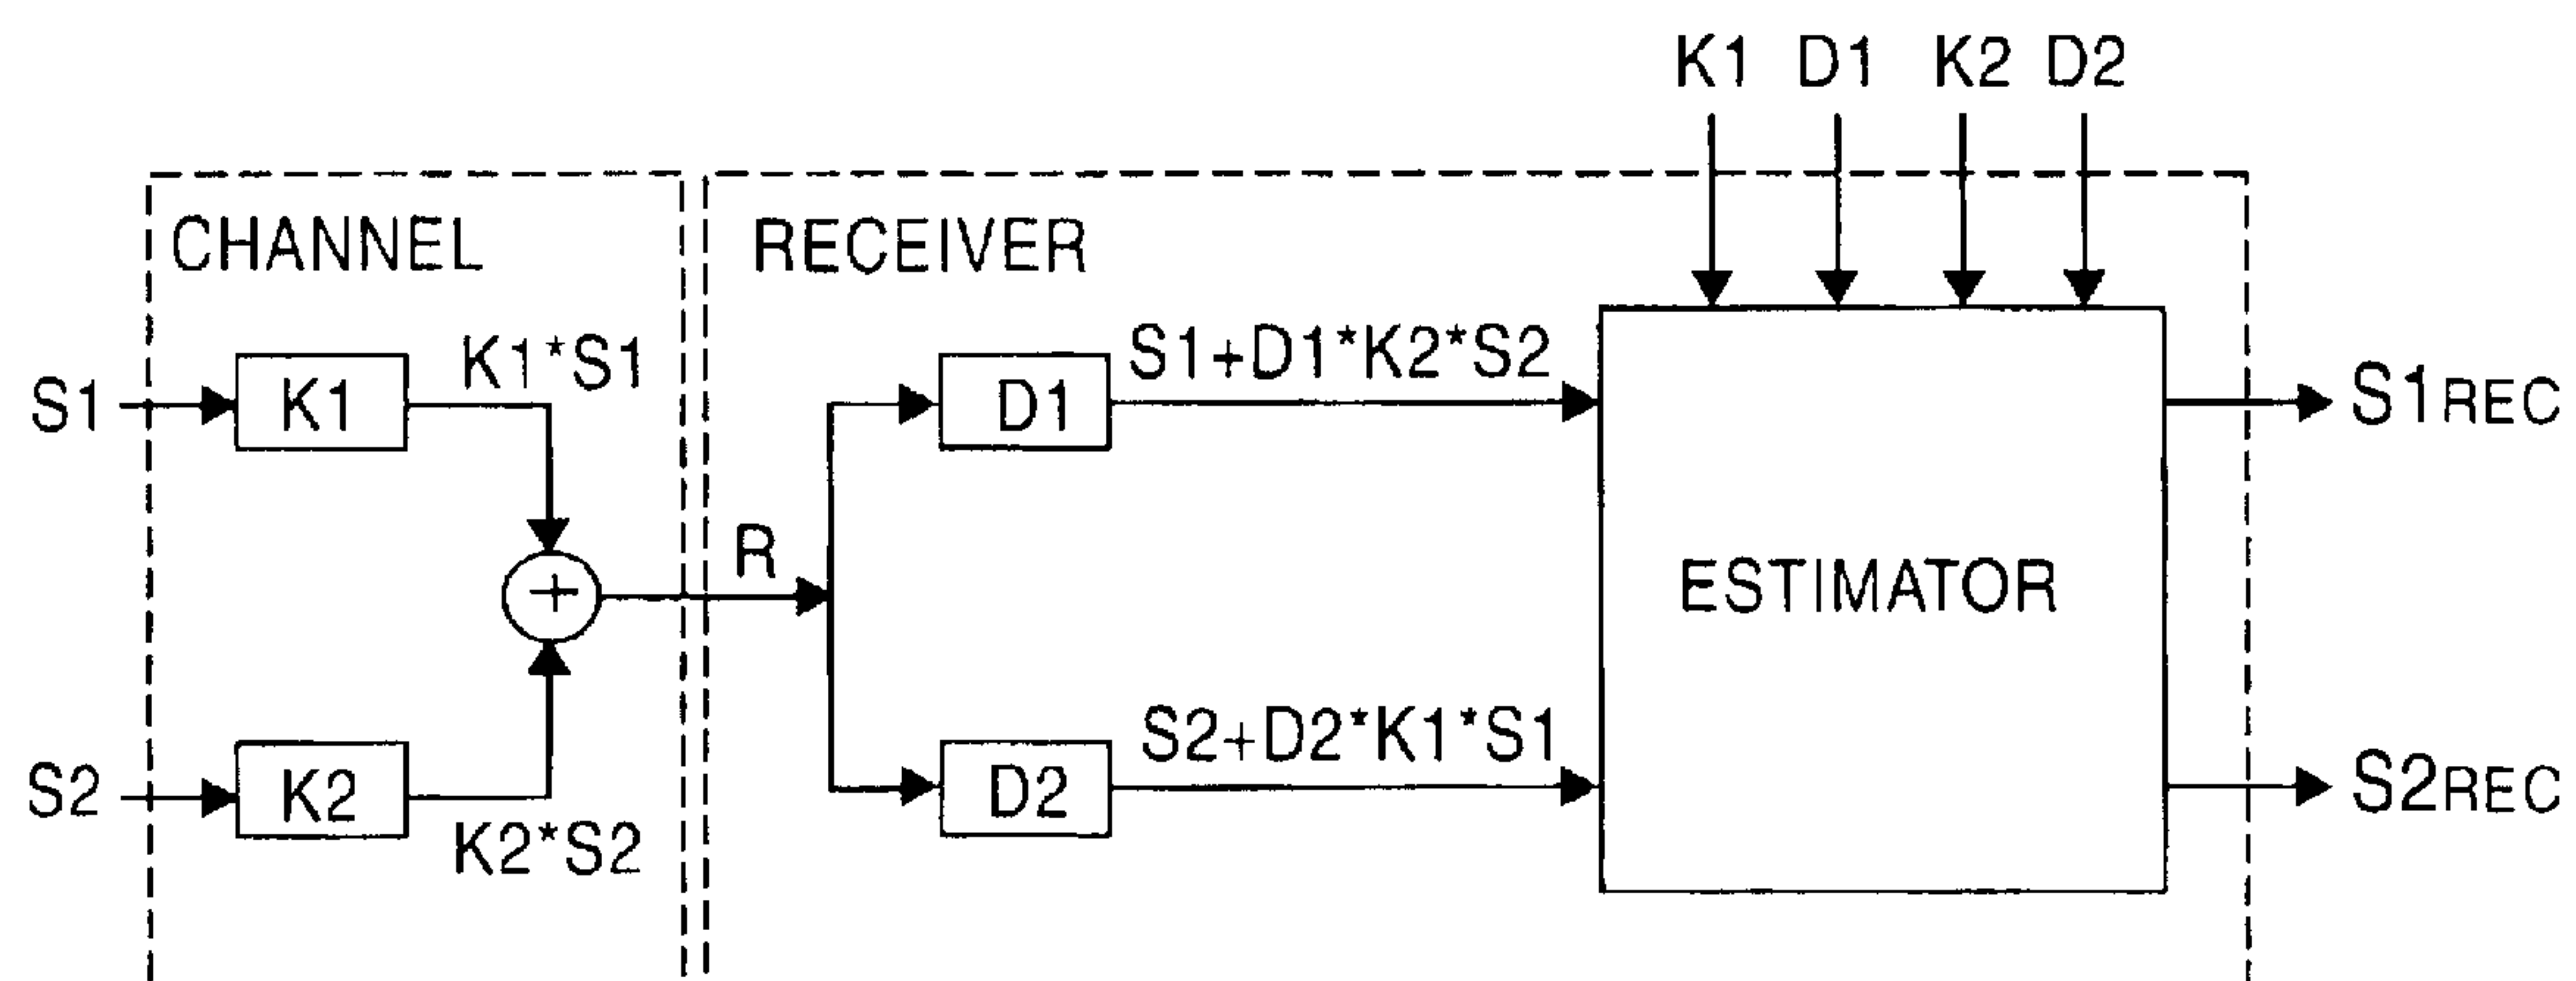 K1 D1 K2 D2
CHANNEL
RECEIVER
K1*S1
S1+D1*K2*S2
S1
K1
D1
S1REC
R
+
ESTIMATOR
S2+D2*K1*S1
S2
K2
D2
S2REC
K2*S2